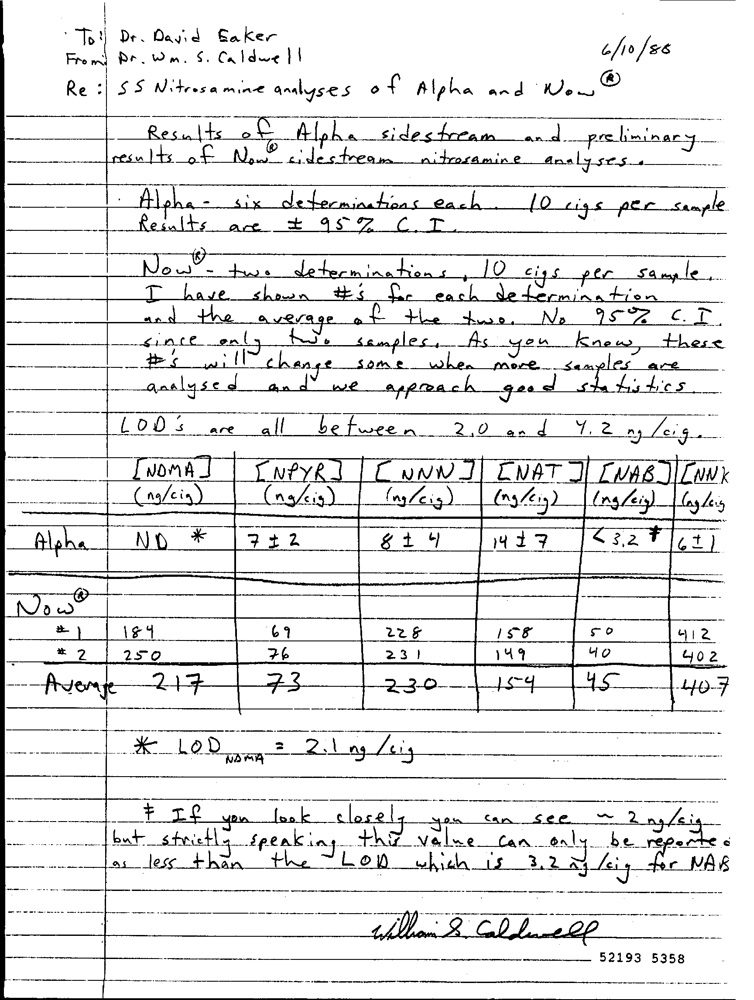 To: Dr. David Eaker
From: Dr. Wm. S. Caldwell
6/10/88
Re: SS Nitrosamine analyses of Alpha and Now ®
Results of Alpha sidestream and preliminary
results of Now® sidestream nitrosamine analyses.
Alpha - six determinations each. 10 cigs per sample
Results are ± 95% C.I.
Now® - two determinations, 10 cigs per sample.
I have shown #'s for each determination
and the average of the two. No 95% C.I.
since only two samples. As you know, these
#'s will change some when more samples are
analysed and we approach good statistics.
LOD's are all between 2.0 and 4.2 ng/cig.
[NDMA] [NPYR] [NNN] [NAT] [NAB] [NNK
(ng/cig) (ng/cig) (ng/cig) (ng/cig) (ng/cig) (ng/cig
Alpha ND * 7 ± 2 8 ± 4 14 ± 7 < 3.2 ‡ 6 ± 1
Now®
#1 184 69 228 158 50 412
#2 250 76 231 149 40 402
Average 217 73 230 154 45 407
* LOD NDMA = 2.1 ng/cig
‡ If you look closely you can see ~ 2 ng/cig
but strictly speaking this value can only be reported
as less than the LOD which is 3.2 ng/cig for NAB
William S. Caldwell
52193 5358